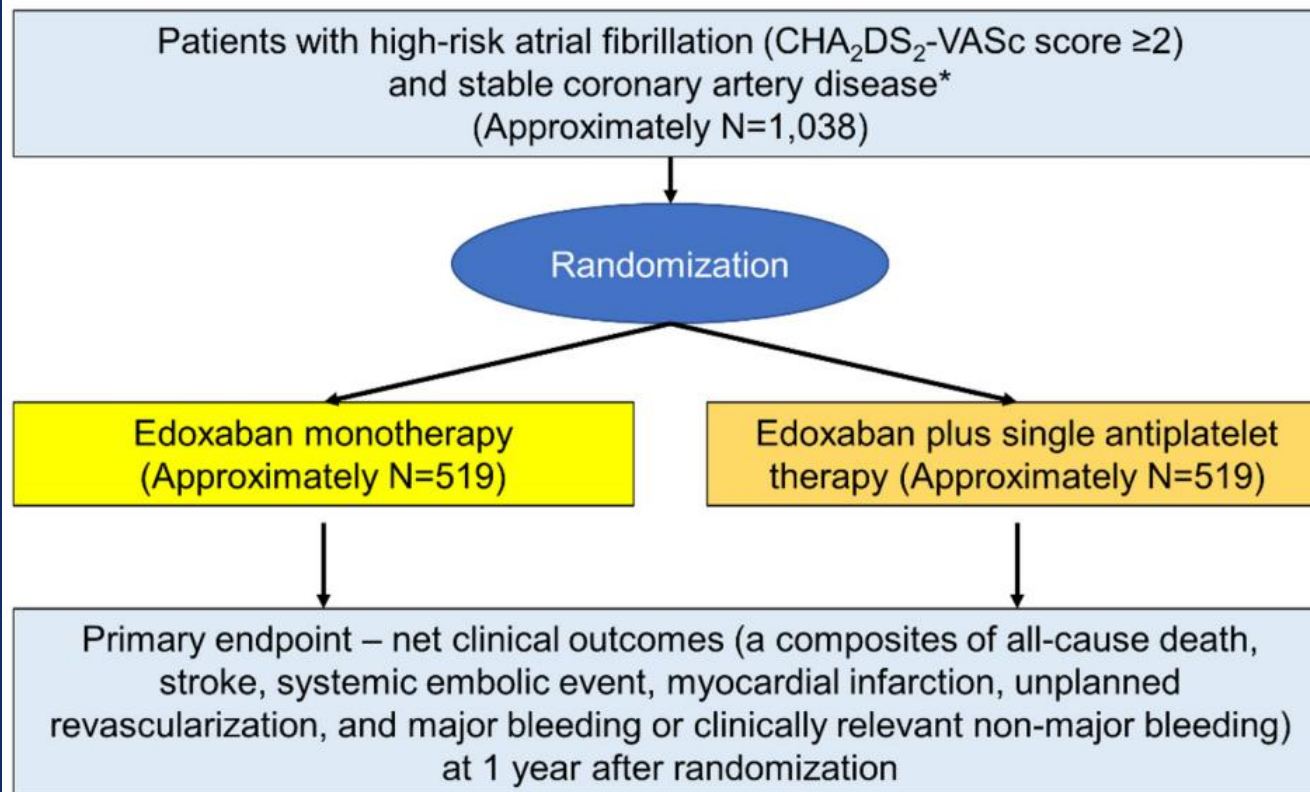 Patients with high-risk atrial fibrillation (CHA₂DS₂-VASc score ≥2)
and stable coronary artery disease*
(Approximately N=1,038)
Randomization
Edoxaban monotherapy
(Approximately N=519)
Edoxaban plus single antiplatelet
therapy (Approximately N=519)
Primary endpoint – net clinical outcomes (a composites of all-cause death,
stroke, systemic embolic event, myocardial infarction, unplanned
revascularization, and major bleeding or clinically relevant non-major bleeding)
at 1 year after randomization